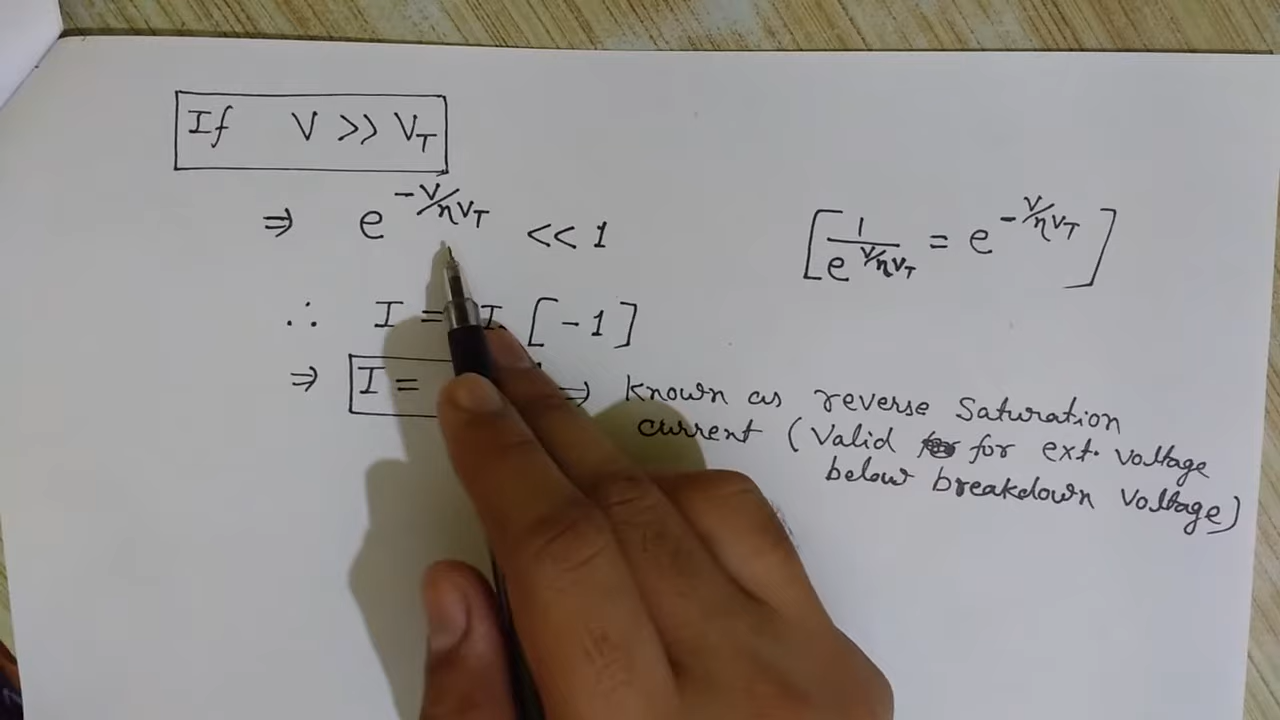 If V >> V_T
⇒ e^{-V/ηV_T} << 1
[1/e^{V/ηV_T} = e^{-V/ηV_T}]
∴ I = I. [-1]
⇒ I = ⇒ Known as reverse Saturation
current (Valid for ext. voltage
below breakdown voltage)